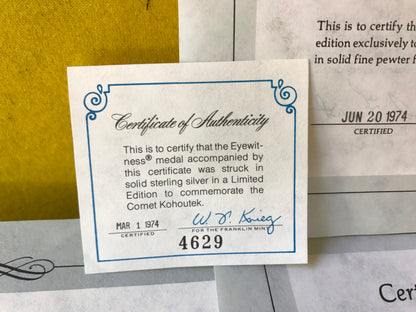 This is to certify th
edition exclusively to
in solid fine pewter f
JUN 20 1974
CERTIFIED
Certificate of Authenticity
This is to certify that the Eyewit-
ness® medal accompanied by
this certificate was struck in
solid sterling silver in a Limited
Edition to commemorate the
Comet Kohoutek.
MAR 1 1974
CERTIFIED
FOR THE FRANKLIN MINT
4629
Cer